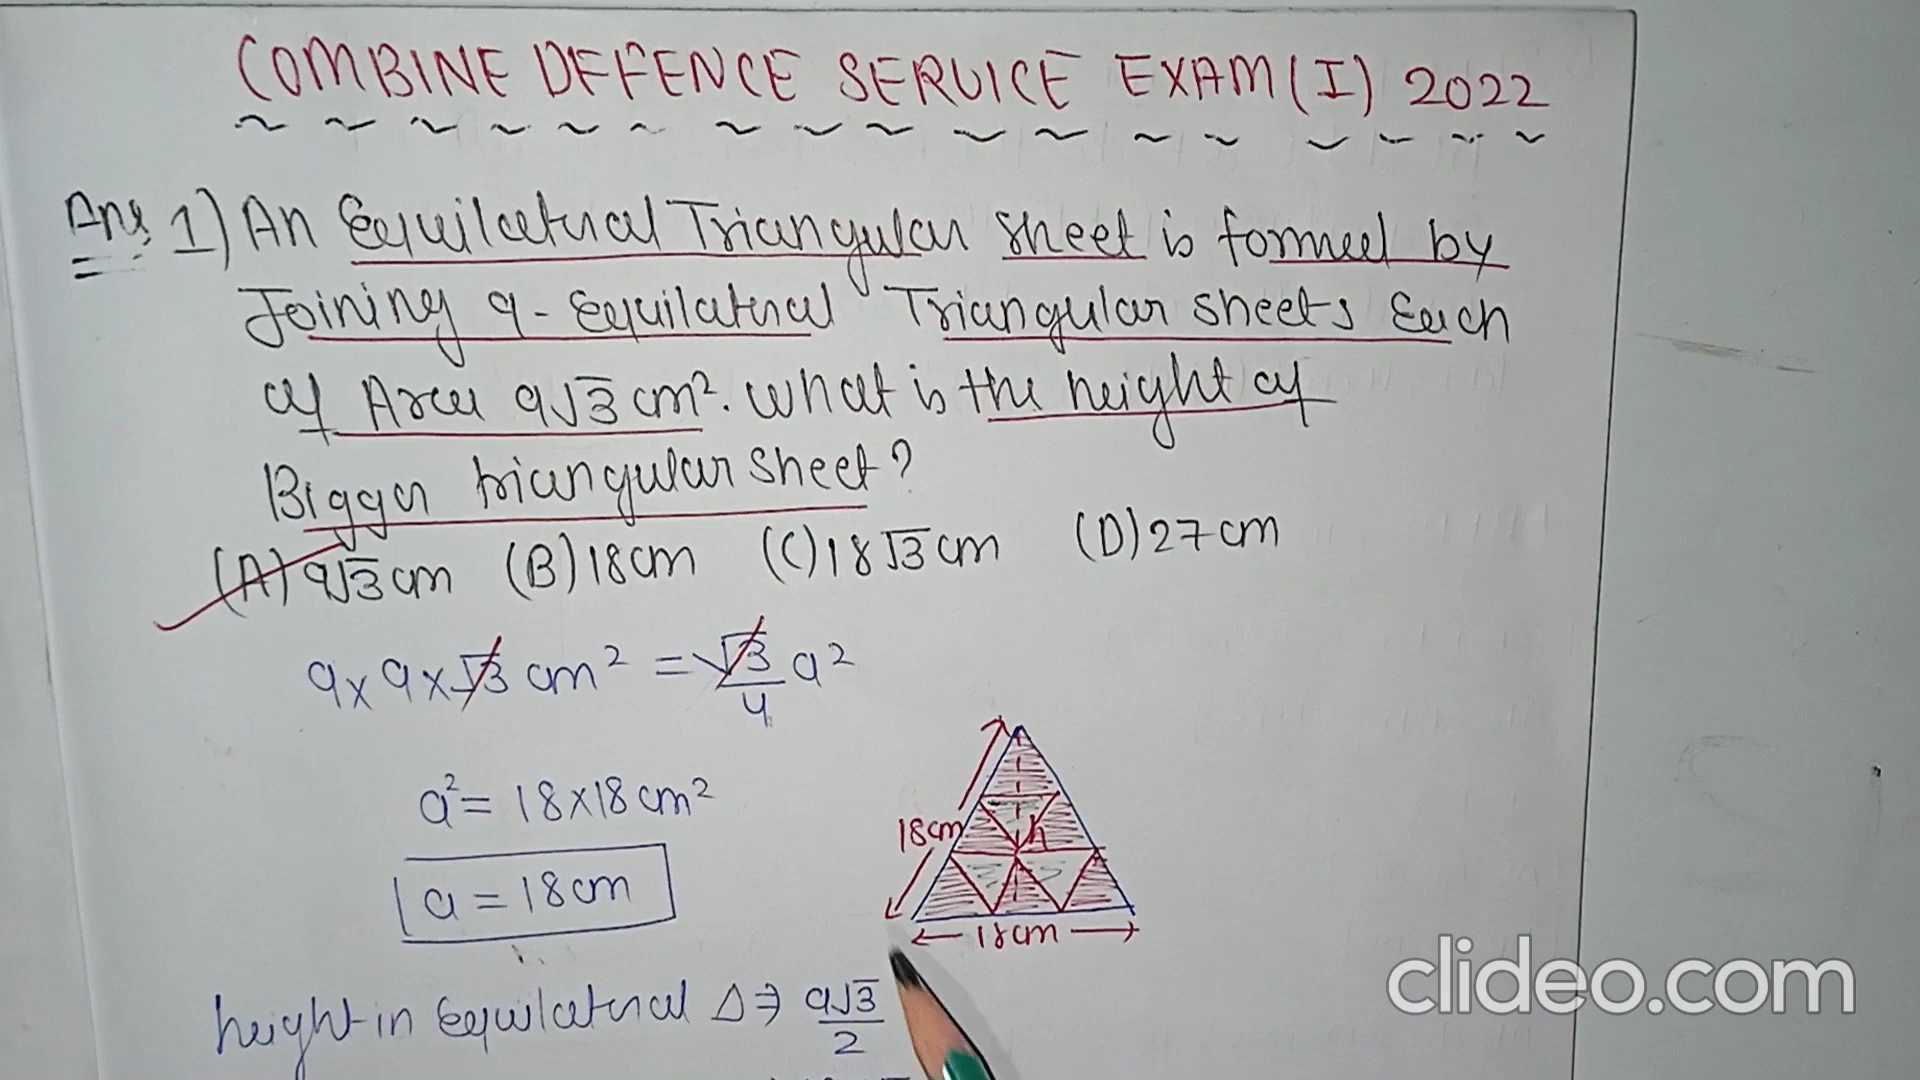 COMBINE DEFENCE SERVICE EXAM (I) 2022
Ans, 1) An Equilateral Triangular sheet is formed by
Joining 9- Equilateral Triangular sheets Each
of Area 9√3 cm². What is the height of
Bigger triangular sheet?
(A) 9√3 cm (B) 18 cm (C) 18√3 cm (D) 27 cm
9 x 9 x √3 cm² = √3/4 a²
a² = 18 x 18 cm²
a = 18 cm
18cm
h
18cm
height in Equilateral Δ ⇒ a√3/2
clideo.com